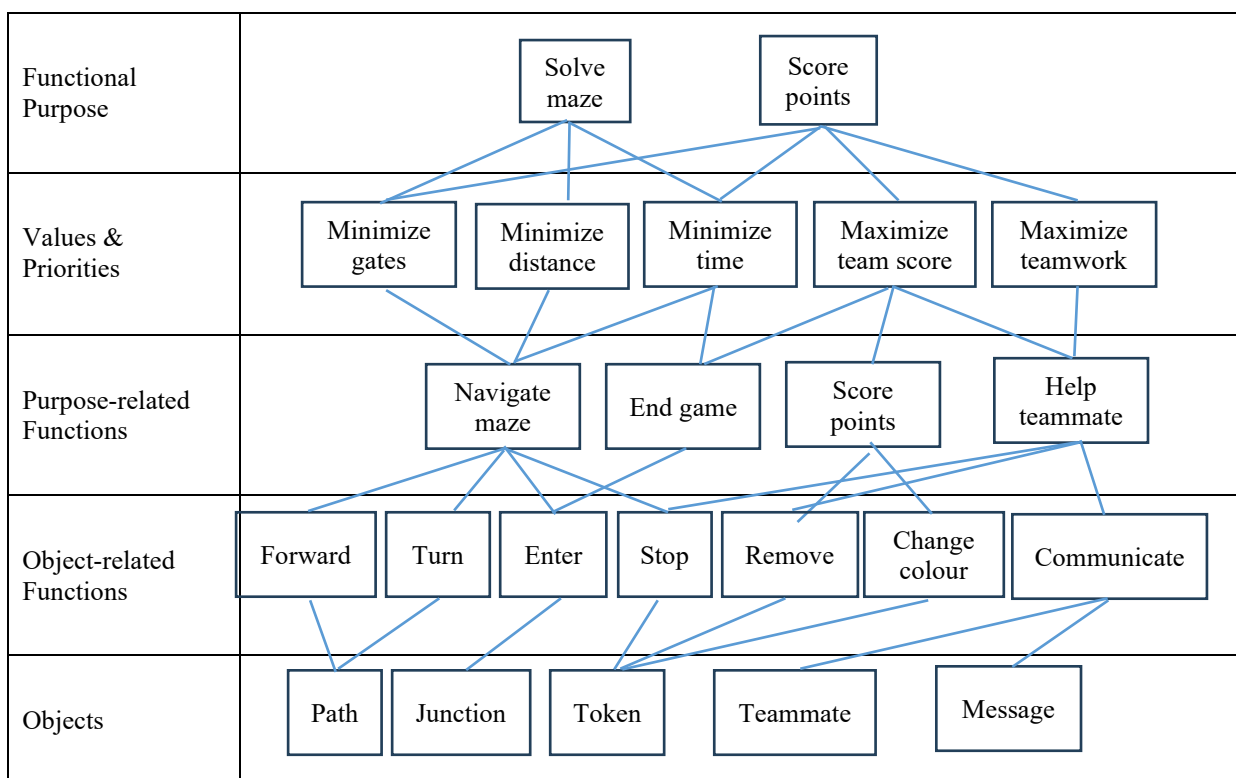 Functional
Purpose
Solve
maze
Score
points
Values &
Priorities
Minimize
gates
Minimize
distance
Minimize
time
Maximize
team score
Maximize
teamwork
Purpose-related
Functions
Navigate
maze
End game
Score
points
Help
teammate
Object-related
Functions
Forward
Turn
Enter
Stop
Remove
Change
colour
Communicate
Objects
Path
Junction
Token
Teammate
Message